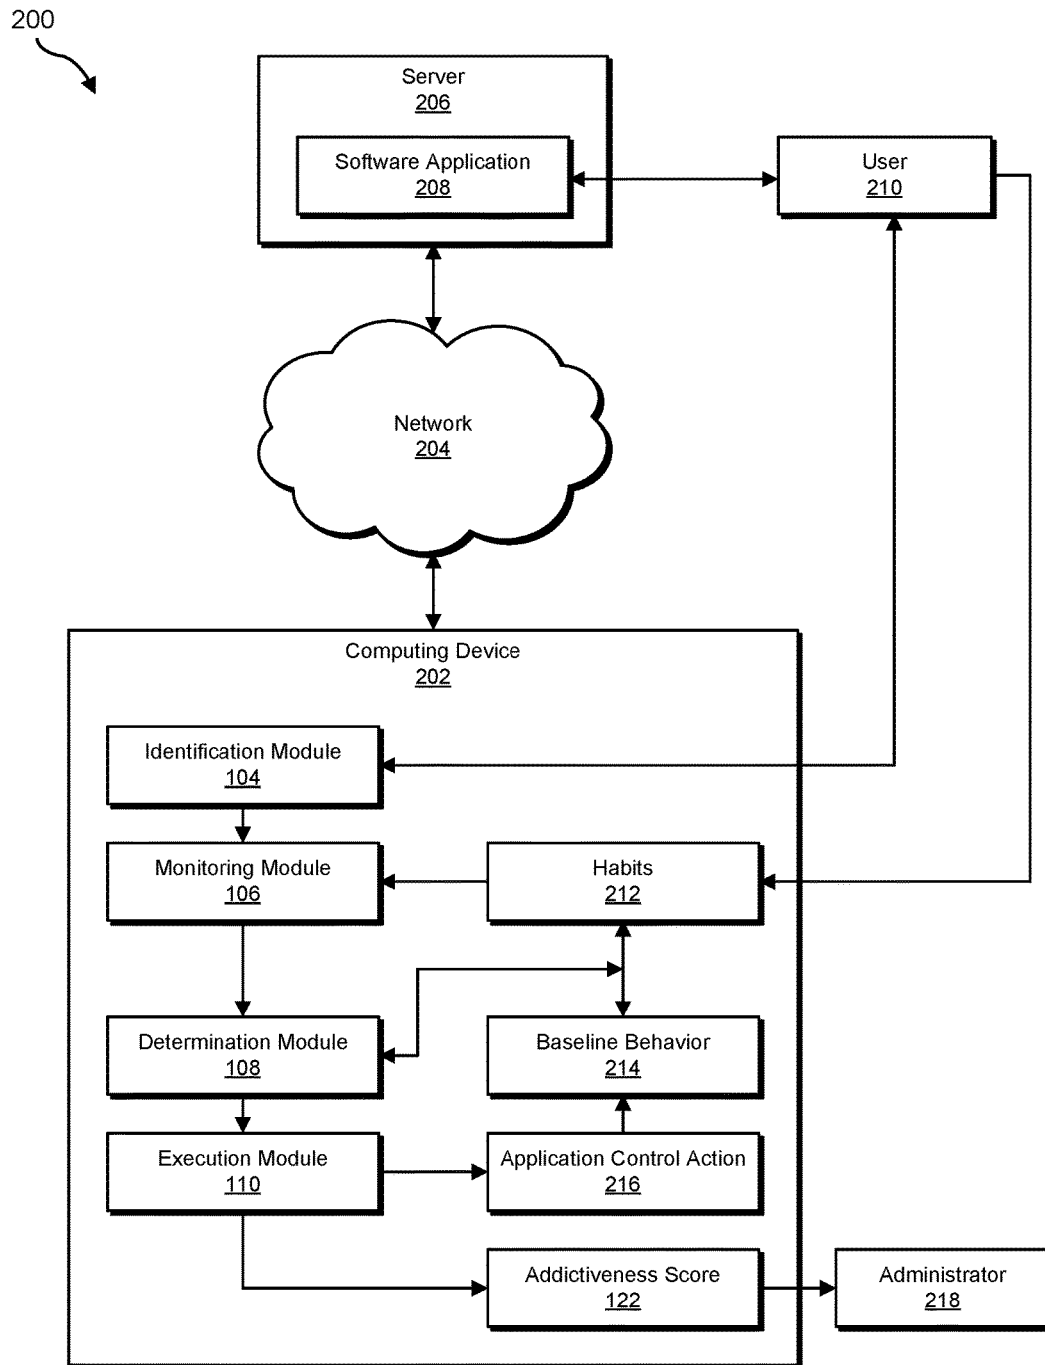 200
Server
206
Software Application
208
User
210
Network
204
Computing Device
202
Identification Module
104
Monitoring Module
106
Habits
212
Determination Module
108
Baseline Behavior
214
Execution Module
110
Application Control Action
216
Addictiveness Score
122
Administrator
218